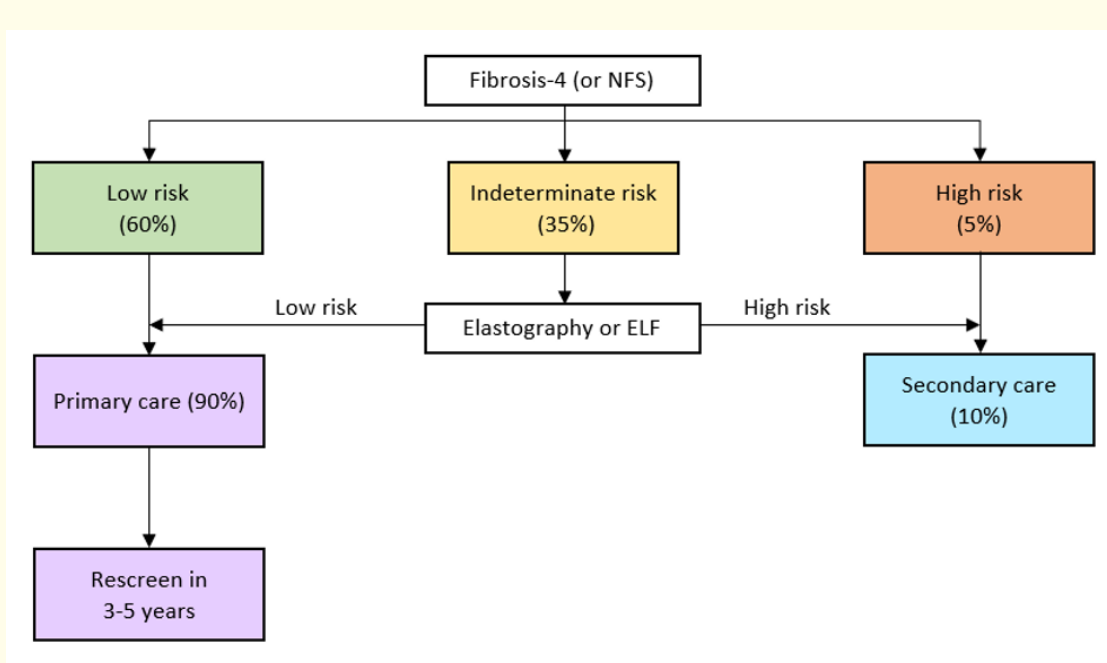 Fibrosis-4 (or NFS)
Low risk
(60%)
Indeterminate risk
(35%)
High risk
(5%)
Low risk
Elastography or ELF
High risk
Primary care (90%)
Secondary care
(10%)
Rescreen in
3-5 years